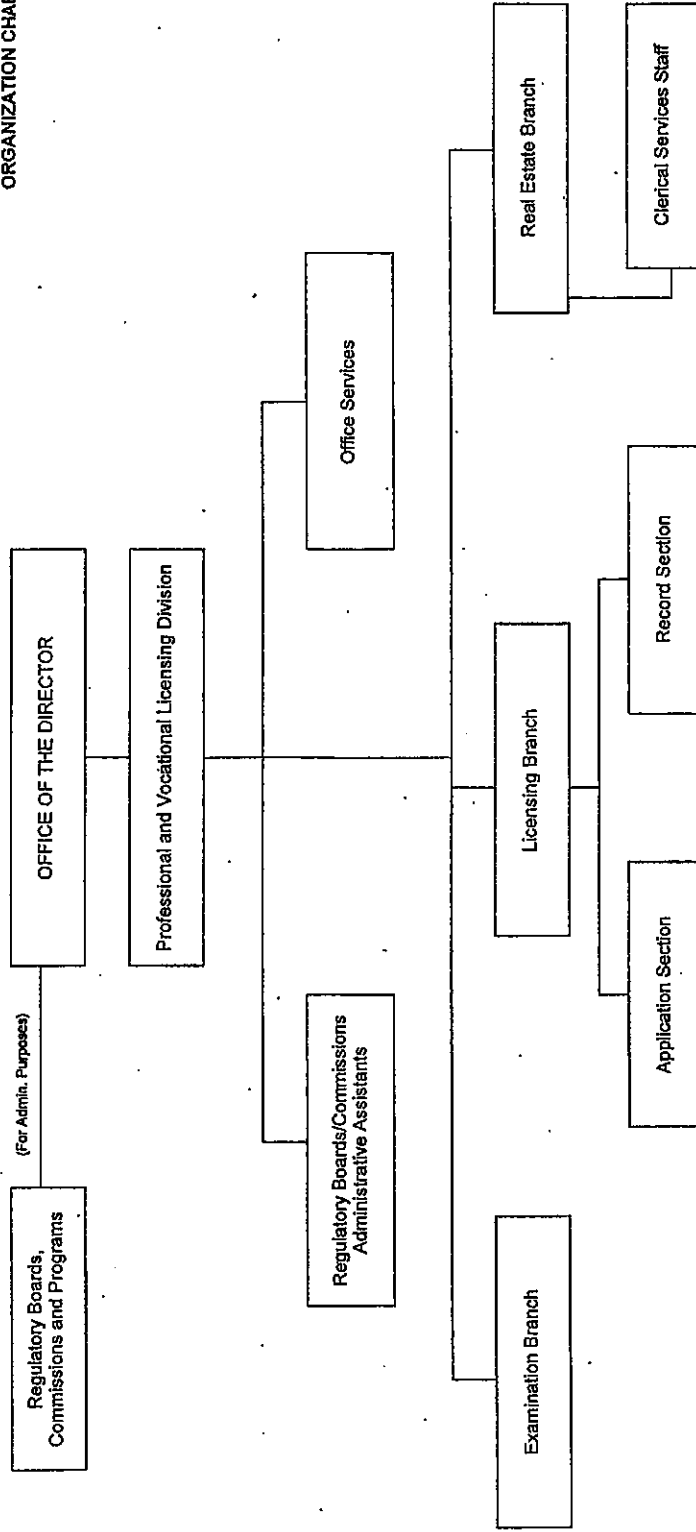 ORGANIZATION CHAR
Regulatory Boards,
Commissions and Programs
(For Admin. Purposes)
OFFICE OF THE DIRECTOR
Professional and Vocational Licensing Division
Regulatory Boards/Commissions
Administrative Assistants
Office Services
Examination Branch
Licensing Branch
Real Estate Branch
Application Section
Record Section
Clerical Services Staff